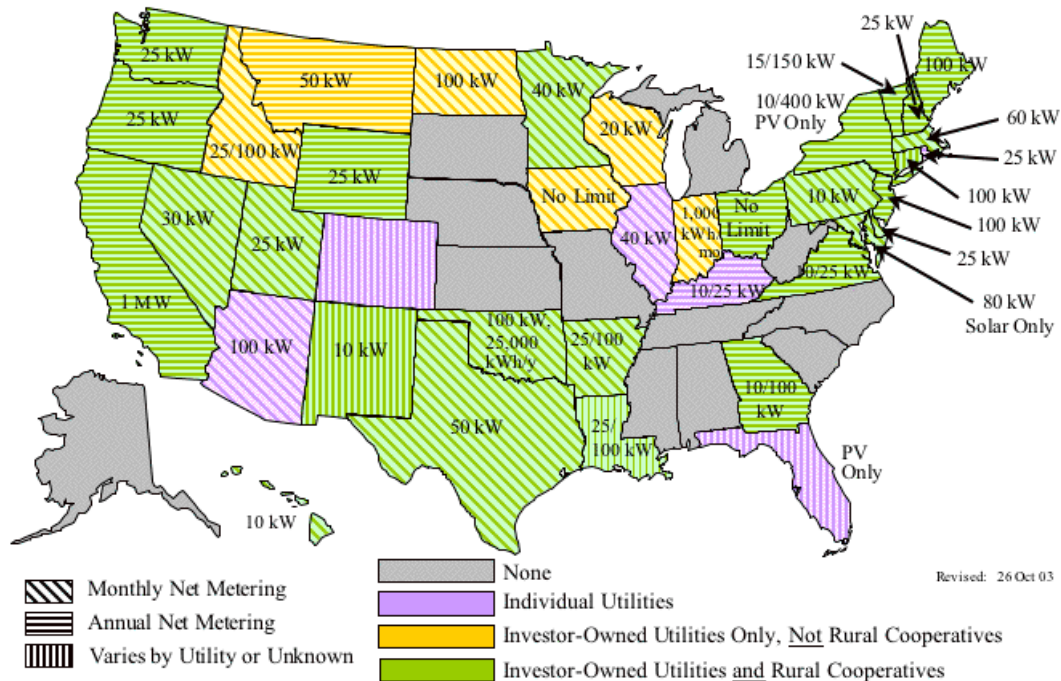 25 kW
25 kW
15/150 kW
100 kW
50 kW
100 kW
40 kW
10/400 kW
PV Only
60 kW
20 kW
25 kW
25/100 kW
25 kW
25 kW
No Limit
No
Limit
10 kW
100 kW
30 kW
25 kW
40 kW
1,000
kWh/
mo
100 kW
10/25 kW
10/25 kW
25 kW
1 MW
80 kW
Solar Only
100 kW
10 kW
100 kW,
25,000
kWh/y
25/100
kW
10/100
kW
50 kW
25/
100 kW
PV
Only
10 kW
None
Revised: 26 Oct 03
Monthly Net Metering
Individual Utilities
Annual Net Metering
Investor-Owned Utilities Only, Not Rural Cooperatives
Varies by Utility or Unknown
Investor-Owned Utilities and Rural Cooperatives